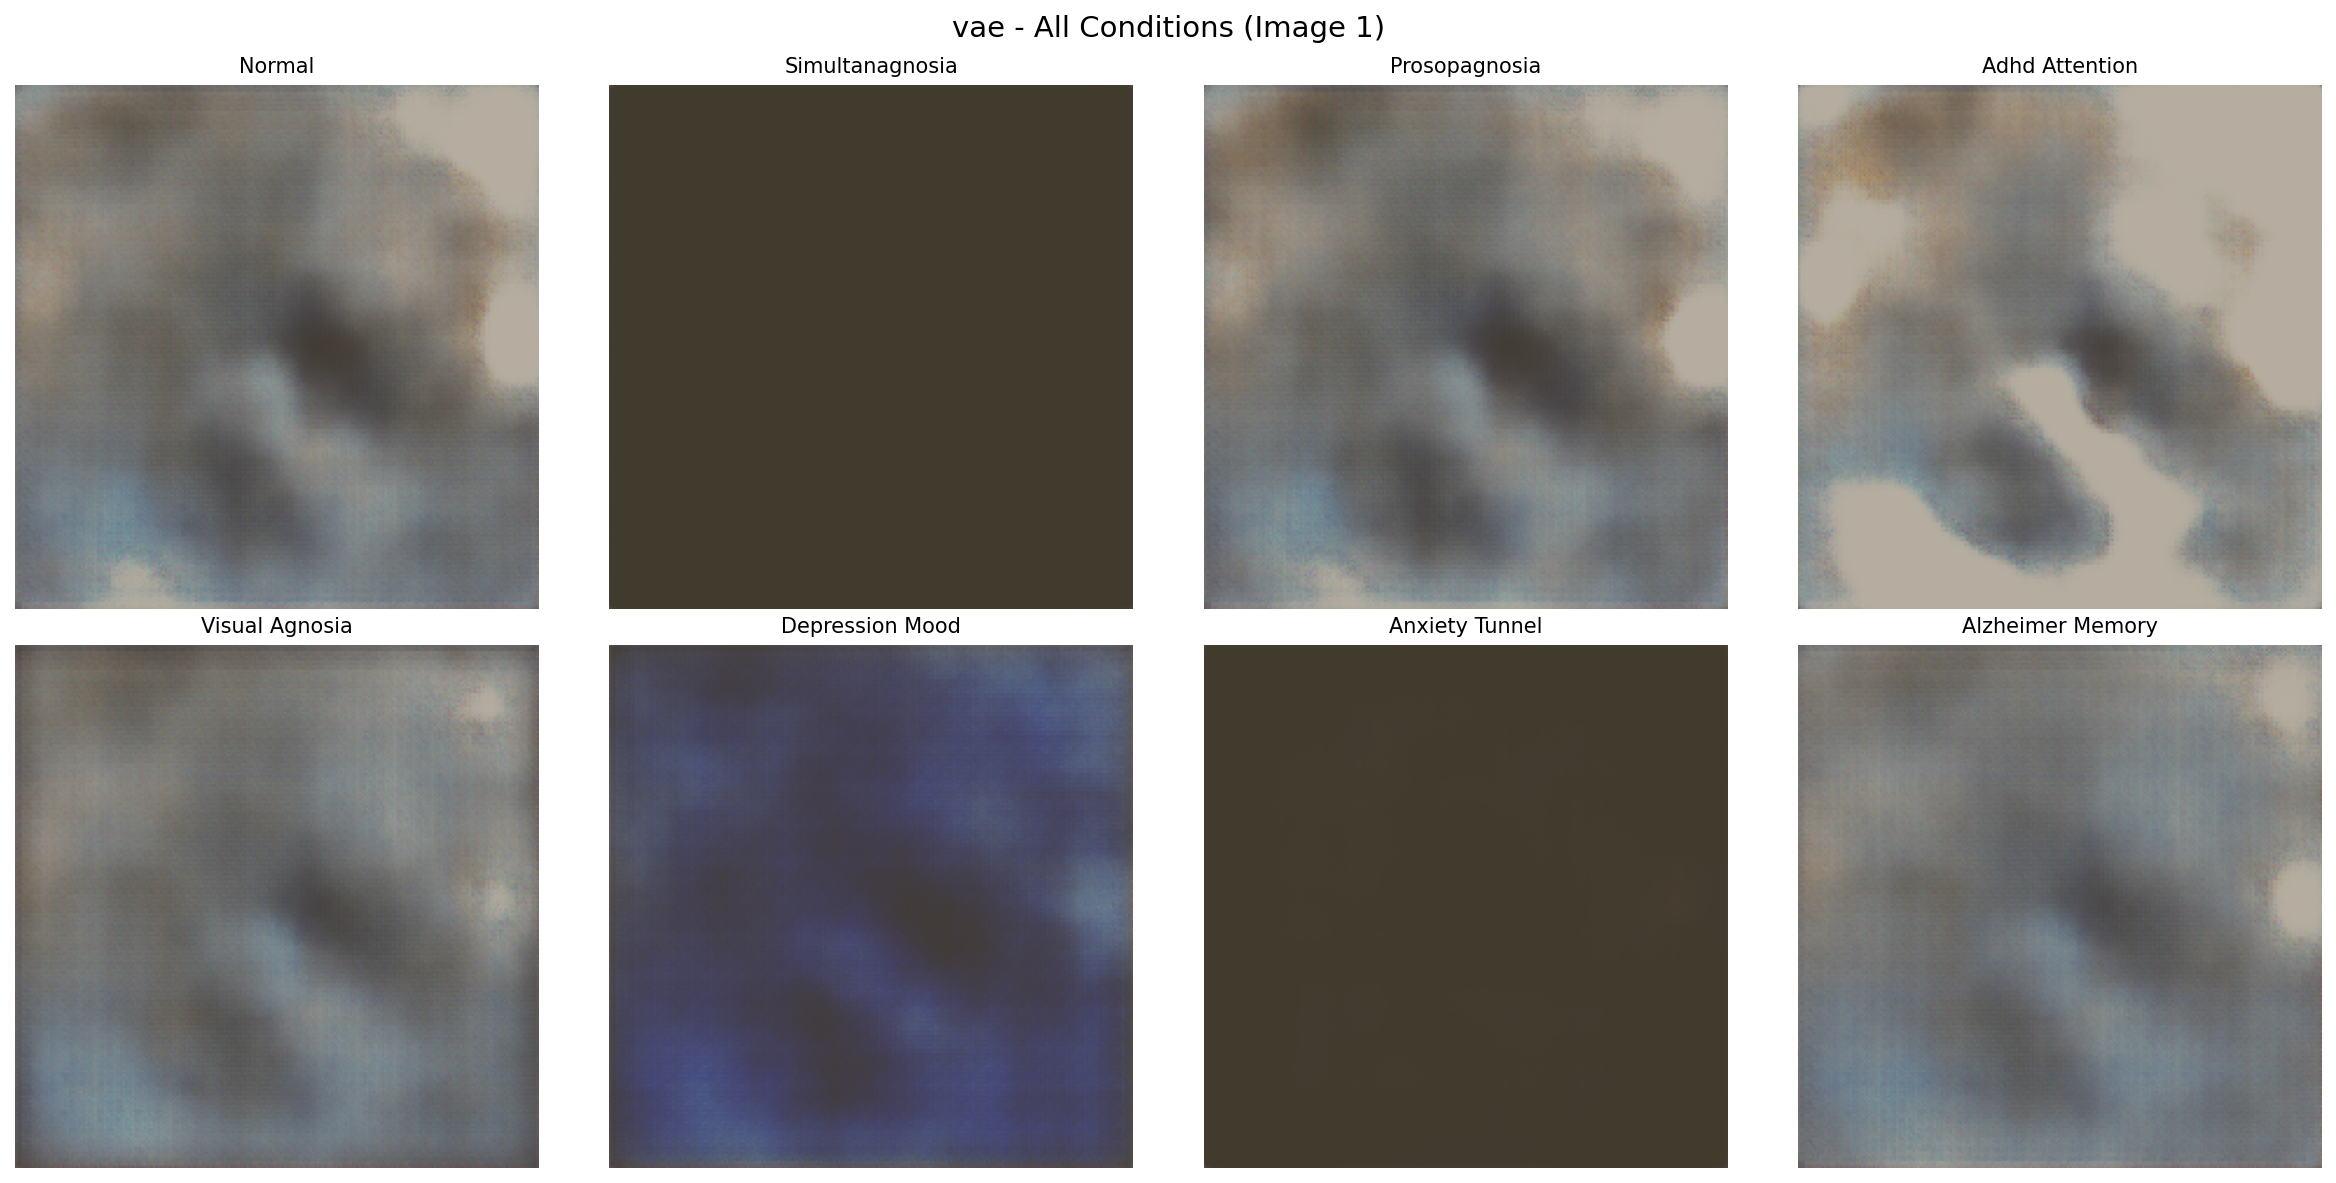 vae - All Conditions (Image 1)
Normal
Simultanagnosia
Prosopagnosia
Adhd Attention
Visual Agnosia
Depression Mood
Anxiety Tunnel
Alzheimer Memory